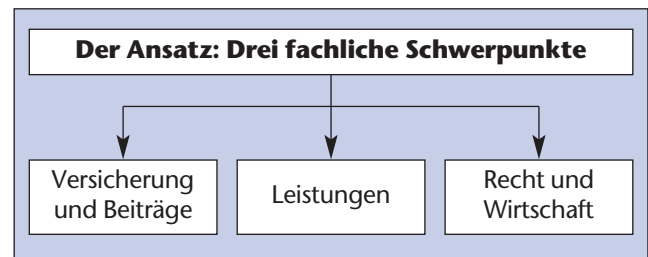 Der Ansatz: Drei fachliche Schwerpunkte
Versicherung
und Beiträge
Leistungen
Recht und
Wirtschaft